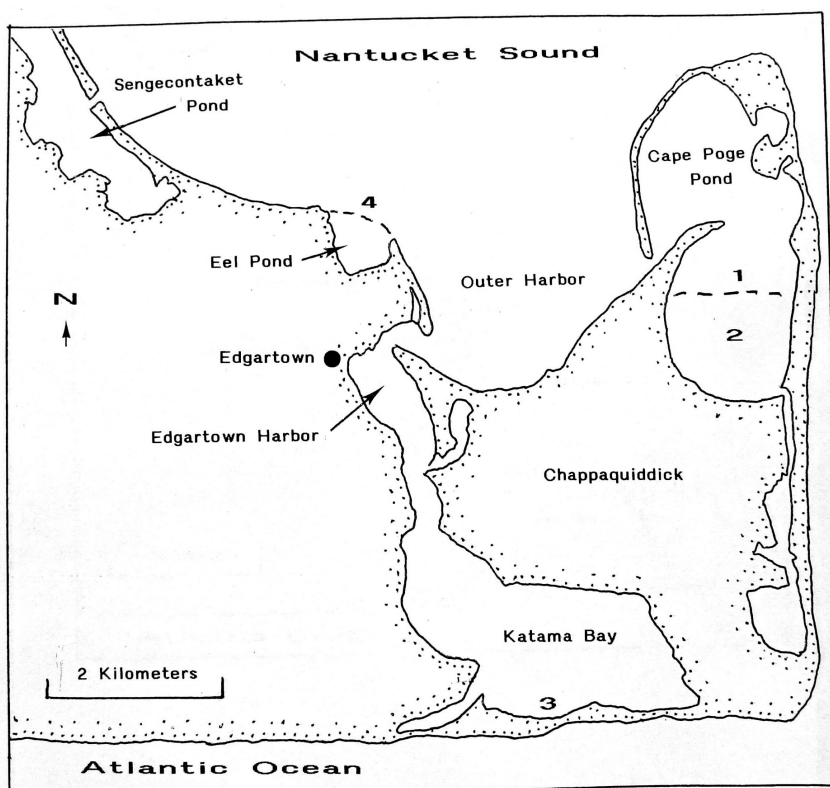 Nantucket Sound
Sengecontaket
Pond
Cape Poge
Pond
4
Eel Pond
Outer Harbor
1
N
2
Edgartown
Edgartown Harbor
Chappaquiddick
Katama Bay
2 Kilometers
3
Atlantic Ocean